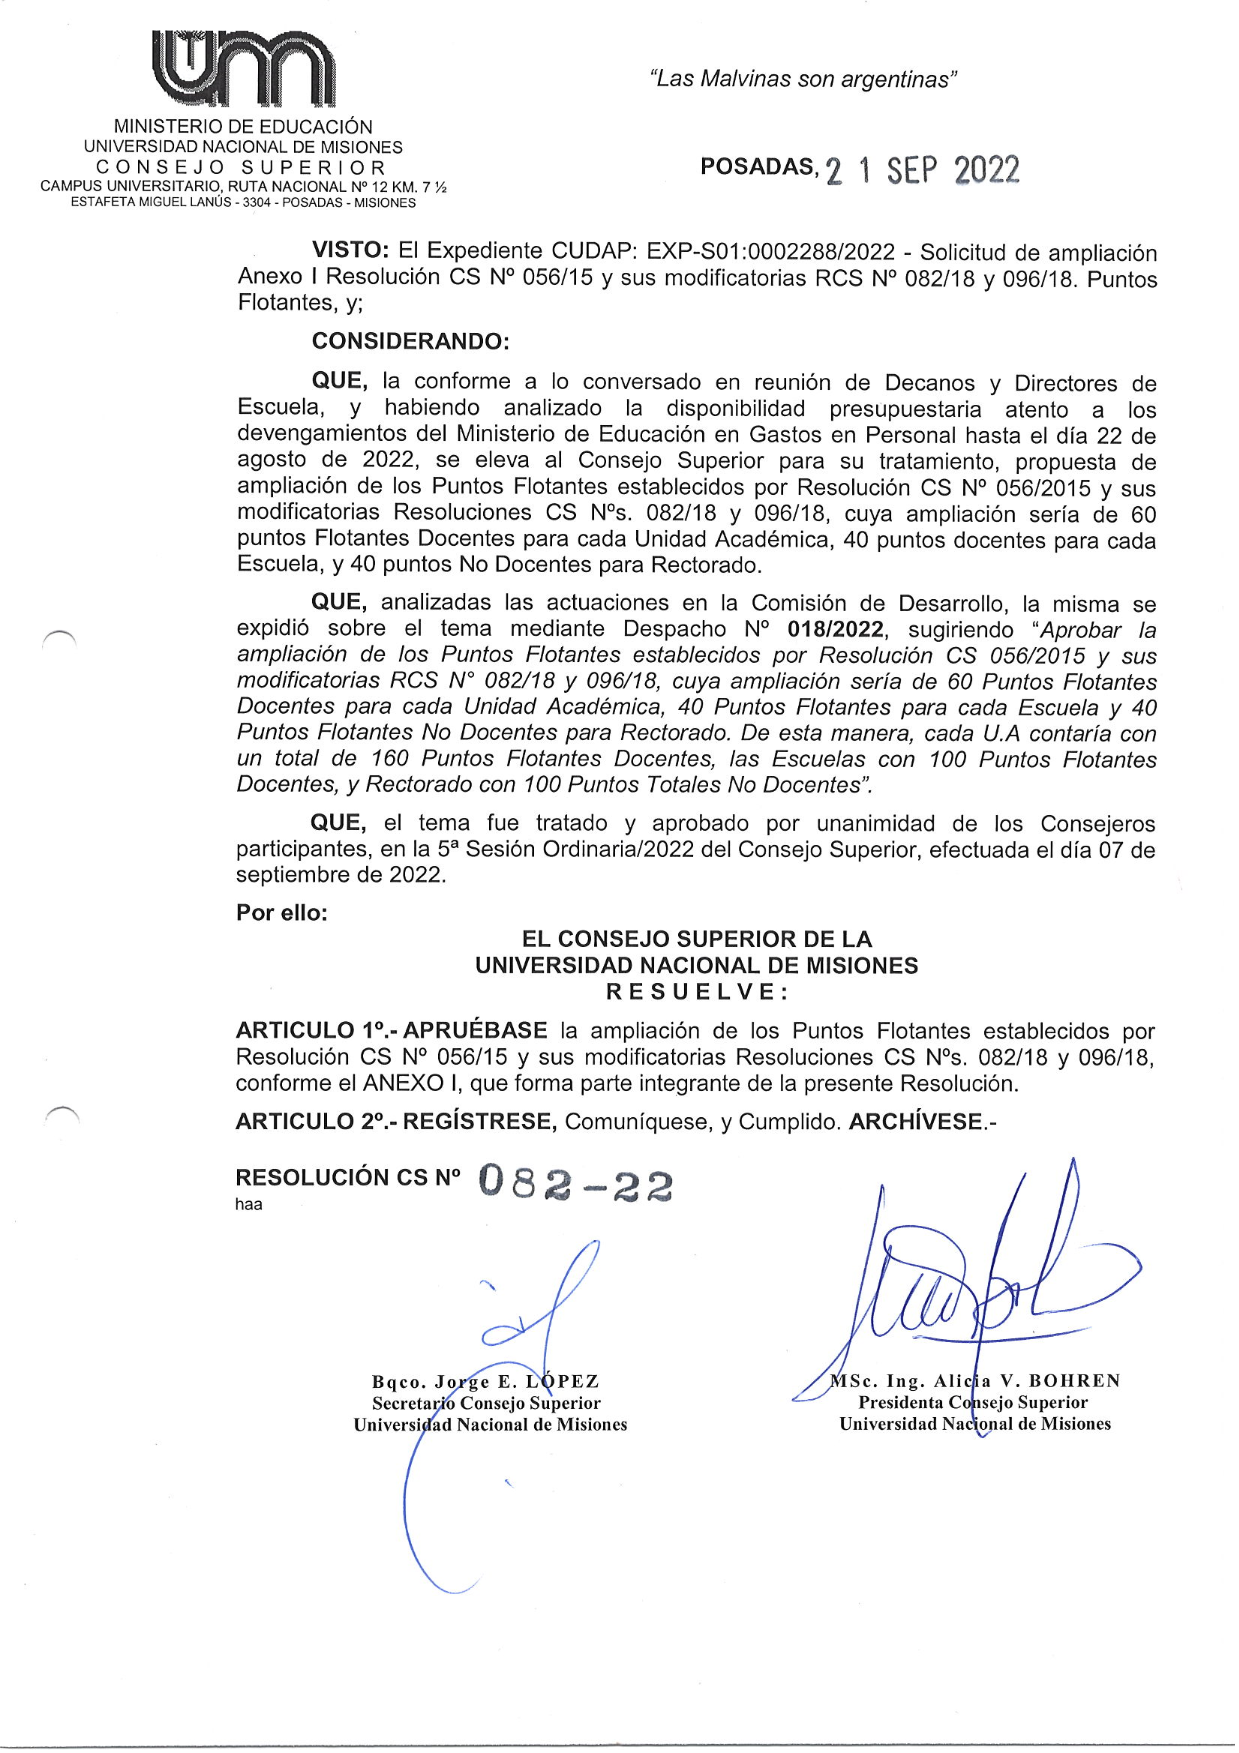 um
"Las Malvinas son argentinas"
MINISTERIO DE EDUCACIÓN
UNIVERSIDAD NACIONAL DE MISIONES
CONSEJO SUPERIOR
CAMPUS UNIVERSITARIO, RUTA NACIONAL Nº 12 KM. 7 ½
ESTAFETA MIGUEL LANÚS - 3304 - POSADAS - MISIONES
POSADAS, 21 SEP 2022
VISTO: El Expediente CUDAP: EXP-S01:0002288/2022 - Solicitud de ampliación
Anexo I Resolución CS Nº 056/15 y sus modificatorias RCS Nº 082/18 y 096/18. Puntos
Flotantes, y;
CONSIDERANDO:
QUE, la conforme a lo conversado en reunión de Decanos y Directores de
Escuela, y habiendo analizado la disponibilidad presupuestaria atento a los
devengamientos del Ministerio de Educación en Gastos en Personal hasta el día 22 de
agosto de 2022, se eleva al Consejo Superior para su tratamiento, propuesta de
ampliación de los Puntos Flotantes establecidos por Resolución CS Nº 056/2015 y sus
modificatorias Resoluciones CS Nºs. 082/18 y 096/18, cuya ampliación sería de 60
puntos Flotantes Docentes para cada Unidad Académica, 40 puntos docentes para cada
Escuela, y 40 puntos No Docentes para Rectorado.
QUE, analizadas las actuaciones en la Comisión de Desarrollo, la misma se
expidió sobre el tema mediante Despacho Nº 018/2022, sugiriendo "Aprobar la
ampliación de los Puntos Flotantes establecidos por Resolución CS 056/2015 y sus
modificatorias RCS N° 082/18 y 096/18, cuya ampliación sería de 60 Puntos Flotantes
Docentes para cada Unidad Académica, 40 Puntos Flotantes para cada Escuela y 40
Puntos Flotantes No Docentes para Rectorado. De esta manera, cada U.A contaría con
un total de 160 Puntos Flotantes Docentes, las Escuelas con 100 Puntos Flotantes
Docentes, y Rectorado con 100 Puntos Totales No Docentes".
QUE, el tema fue tratado y aprobado por unanimidad de los Consejeros
participantes, en la 5ª Sesión Ordinaria/2022 del Consejo Superior, efectuada el día 07 de
septiembre de 2022.
Por ello:
EL CONSEJO SUPERIOR DE LA
UNIVERSIDAD NACIONAL DE MISIONES
R E S U E L V E :
ARTICULO 1º.- APRUÉBASE la ampliación de los Puntos Flotantes establecidos por
Resolución CS Nº 056/15 y sus modificatorias Resoluciones CS Nºs. 082/18 y 096/18,
conforme el ANEXO I, que forma parte integrante de la presente Resolución.
ARTICULO 2º.- REGÍSTRESE, Comuníquese, y Cumplido. ARCHÍVESE.-
RESOLUCIÓN CS Nº 082-22
haa
Bqco. Jorge E. LÓPEZ
Secretario Consejo Superior
Universidad Nacional de Misiones
MSc. Ing. Alicia V. BOHREN
Presidenta Consejo Superior
Universidad Nacional de Misiones